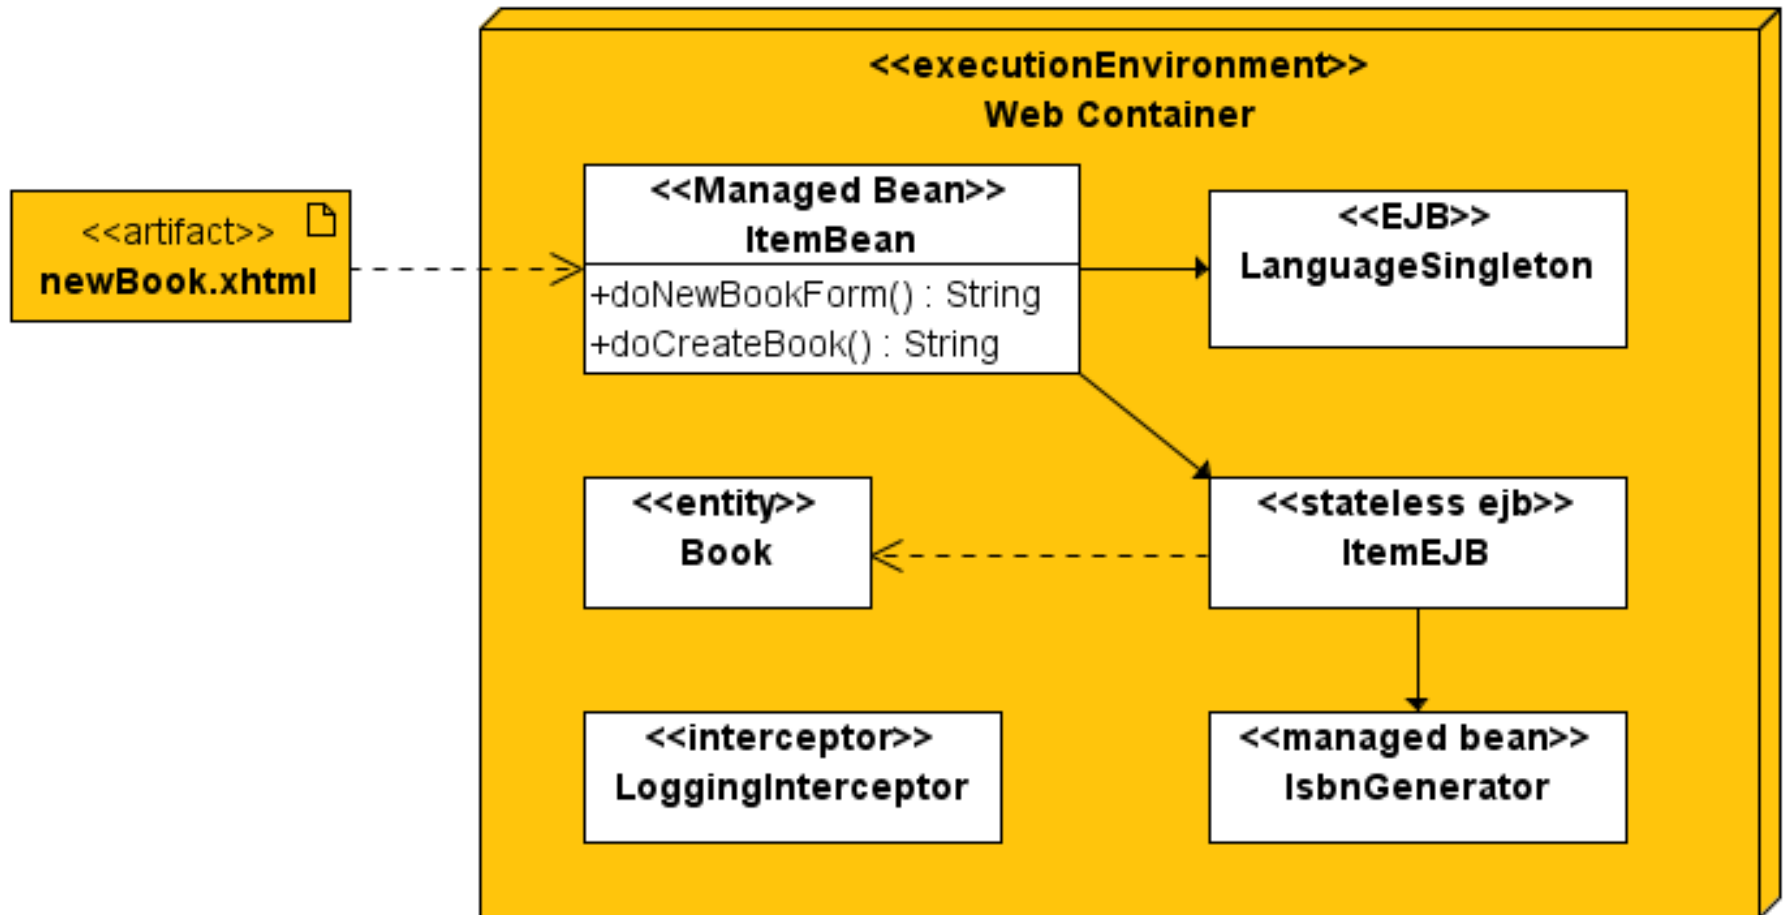 <<executionEnvironment>>
Web Container
<<artifact>>
newBook.xhtml
<<Managed Bean>>
ItemBean
+doNewBookForm() : String
+doCreateBook() : String
<<EJB>>
LanguageSingleton
<<entity>>
Book
<<stateless ejb>>
ItemEJB
<<interceptor>>
LoggingInterceptor
<<managed bean>>
IsbnGenerator